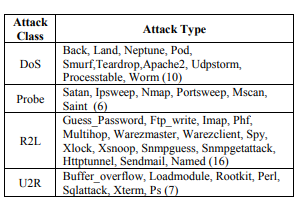 Attack
Class
Attack Type
DoS
Back, Land, Neptune, Pod,
Smurf,Teardrop,Apache2, Udpstorm,
Processtable, Worm (10)
Probe
Satan, Ipsweep, Nmap, Portsweep, Mscan,
Saint (6)
R2L
Guess_Password, Ftp_write, Imap, Phf,
Multihop, Warezmaster, Warezclient, Spy,
Xlock, Xsnoop, Snmpguess, Snmpgetattack,
Httptunnel, Sendmail, Named (16)
U2R
Buffer_overflow, Loadmodule, Rootkit, Perl,
Sqlattack, Xterm, Ps (7)